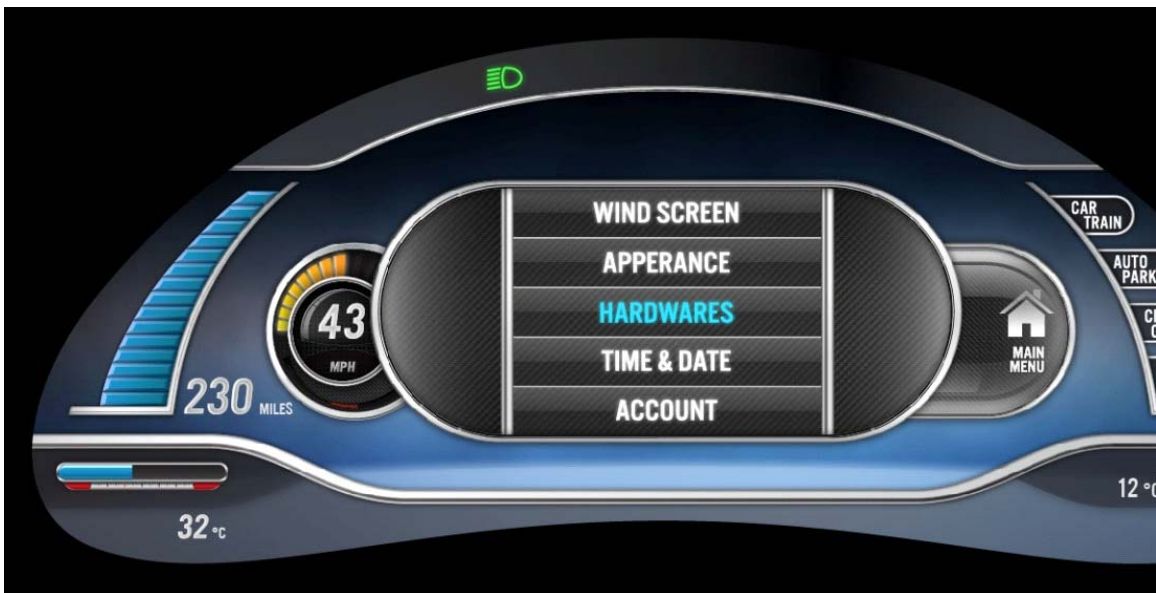 WIND SCREEN
APPERANCE
HARDWARES
TIME & DATE
ACCOUNT
43
MPH
230 MILES
32 °C
MAIN
MENU
CAR
TRAIN
AUTO
PARK
12 °C